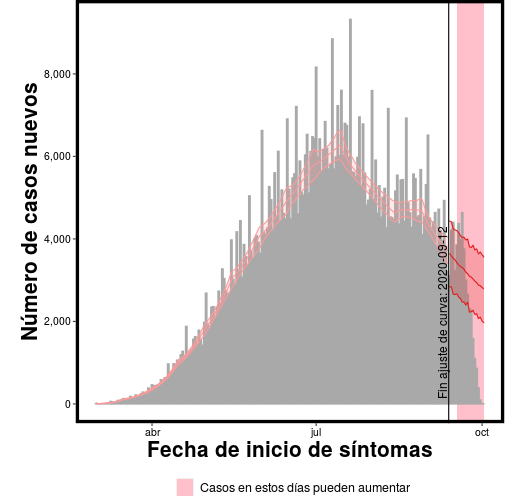 Número de casos nuevos
8,000
6,000
4,000
2,000
0
Fin ajuste de curva: 2020-09-12
abr
jul
oct
Fecha de inicio de síntomas
Casos en estos días pueden aumentar